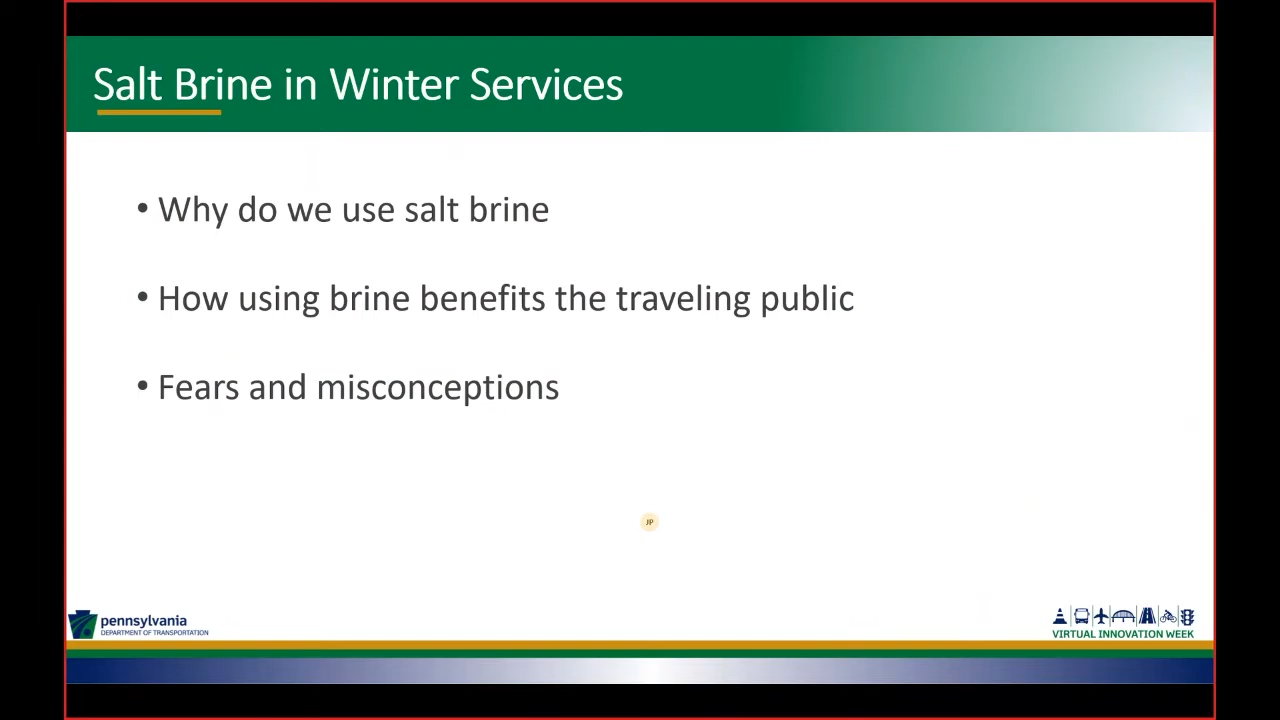 Salt Brine in Winter Services
• Why do we use salt brine
• How using brine benefits the traveling public
• Fears and misconceptions
JP
pennsylvania
DEPARTMENT OF TRANSPORTATION
VIRTUAL INNOVATION WEEK